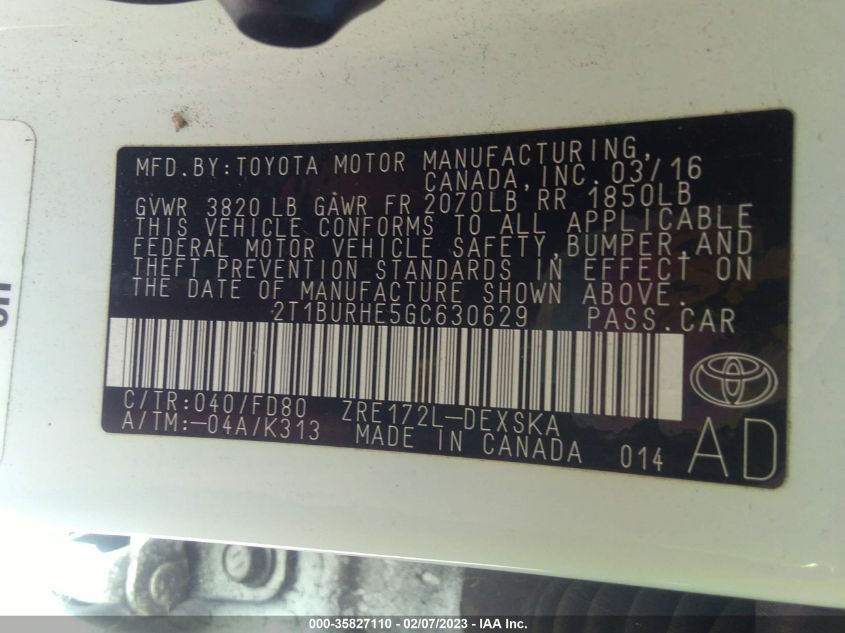 MFD.BY:TOYOTA MOTOR MANUFACTURING,
CANADA,INC. 03/16
GVWR 3820 LB GAWR FR 2070LB RR 1850LB
THIS VEHICLE CONFORMS TO ALL APPLICABLE
FEDERAL MOTOR VEHICLE SAFETY,BUMPER,AND
THEFT PREVENTION STANDARDS IN EFFECT ON
THE DATE OF MANUFACTURE SHOWN ABOVE.
2T1BURHE5GC630629 PASS.CAR
C/TR:040/FD80 ZRE172L-DEXSKA
A/TM:-04A/K313 MADE IN CANADA 014 AD
000-35827110 - 02/07/2023 - IAA Inc.